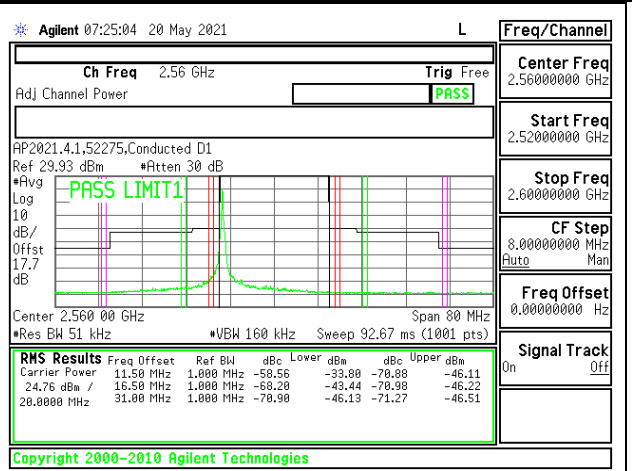 Agilent 07:25:04 20 May 2021 L
Ch Freq 2.56 GHz Trig Free
Adj Channel Power PASS
AP2021.4.1,52275,Conducted D1
Ref 29.93 dBm #Atten 30 dB
#Avg
Log
10
dB/
Offst
17.7
dB
PASS LIMIT1
Center 2.560 00 GHz Span 80 MHz
#Res BW 51 kHz #VBW 160 kHz Sweep 92.67 ms (1001 pts)
RMS Results Freq Offset Ref BW dBc Lower dBm dBc Upper dBm
Carrier Power 11.50 MHz 1.000 MHz -58.56 -33.80 -70.88 -46.11
24.76 dBm / 16.50 MHz 1.000 MHz -68.20 -43.44 -70.98 -46.22
20.0000 MHz 31.00 MHz 1.000 MHz -70.90 -46.13 -71.27 -46.51
Copyright 2000-2010 Agilent Technologies
Freq/Channel
Center Freq
2.56000000 GHz
Start Freq
2.52000000 GHz
Stop Freq
2.60000000 GHz
CF Step
8.00000000 MHz
Auto Man
Freq Offset
0.00000000 Hz
Signal Track
On Off